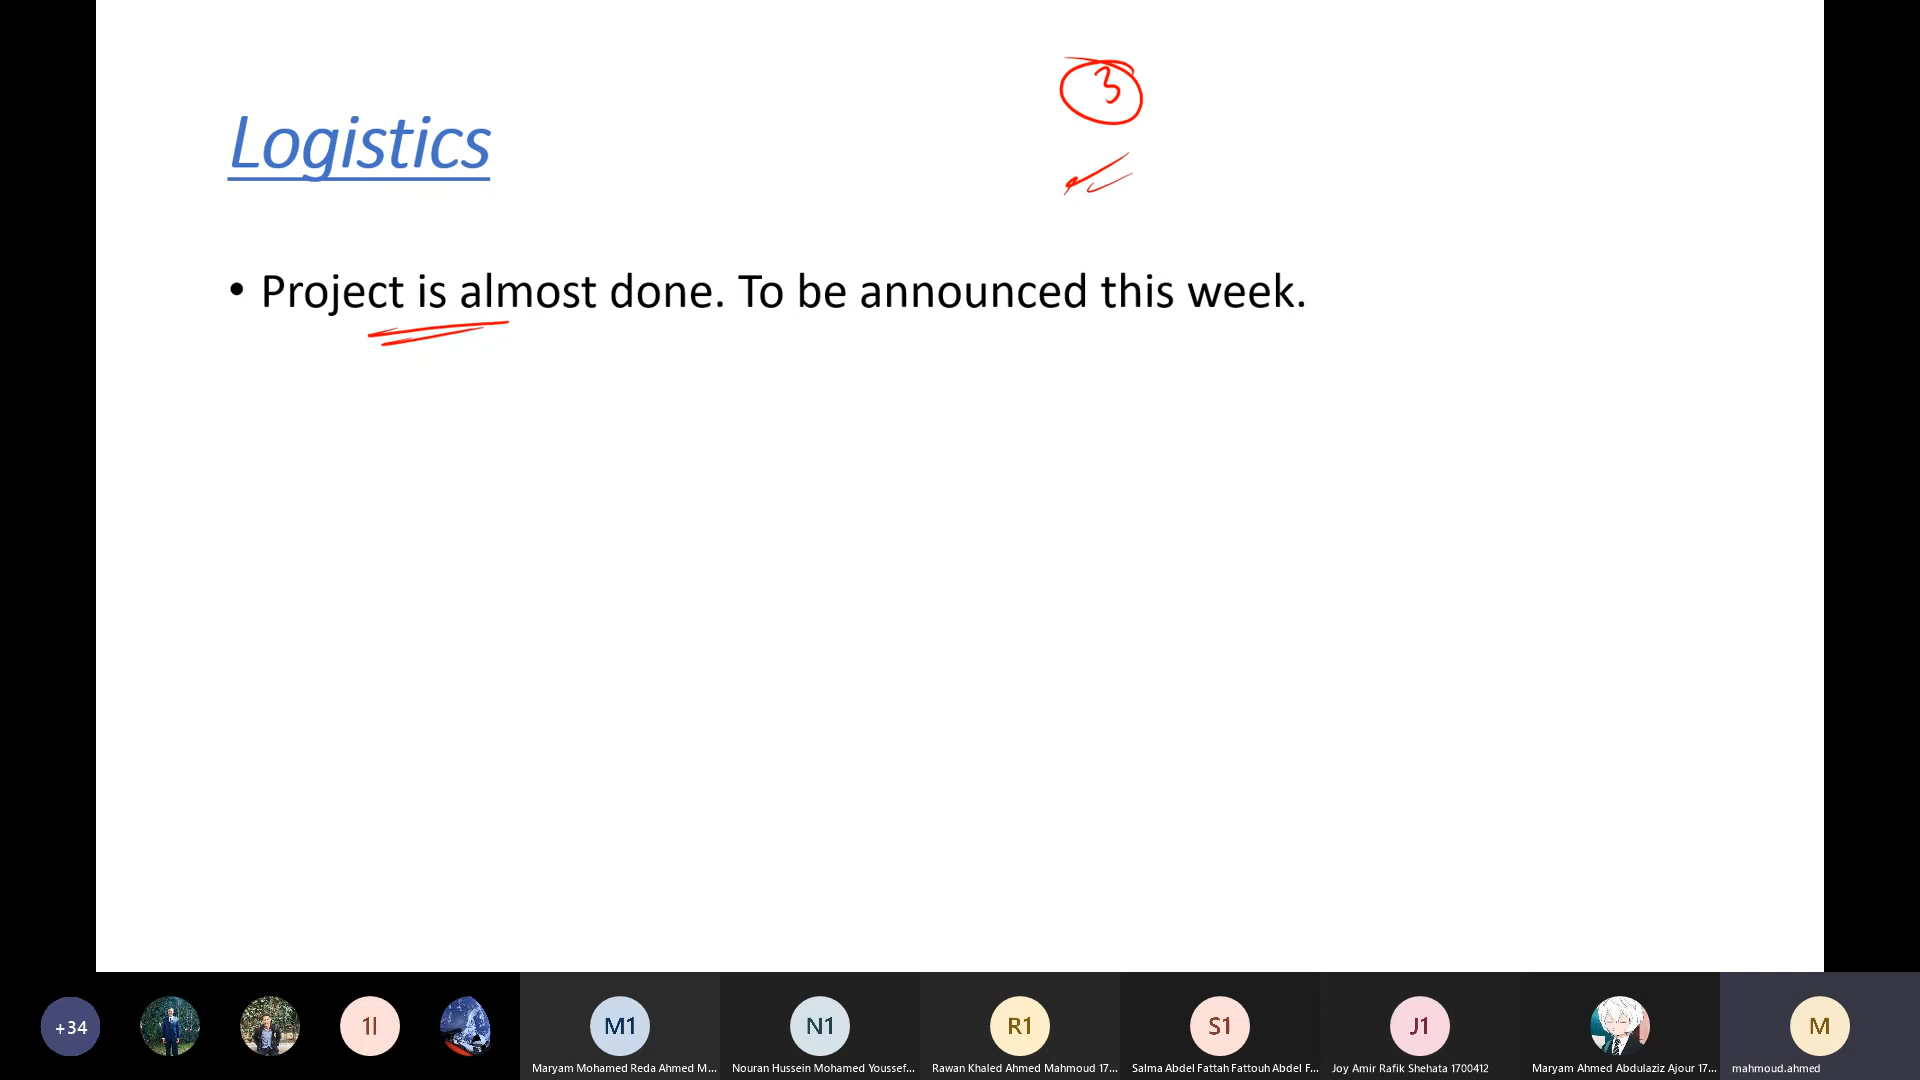 3
Logistics
• Project is almost done. To be announced this week.
+34
1I
M1
N1
R1
S1
J1
M
Maryam Mohamed Reda Ahmed M...
Nouran Hussein Mohamed Youssef...
Rawan Khaled Ahmed Mahmoud 17...
Salma Abdel Fattah Fattouh Abdel F...
Joy Amir Rafik Shehata 1700412
Maryam Ahmed Abdulaziz Ajour 17...
mahmoud.ahmed